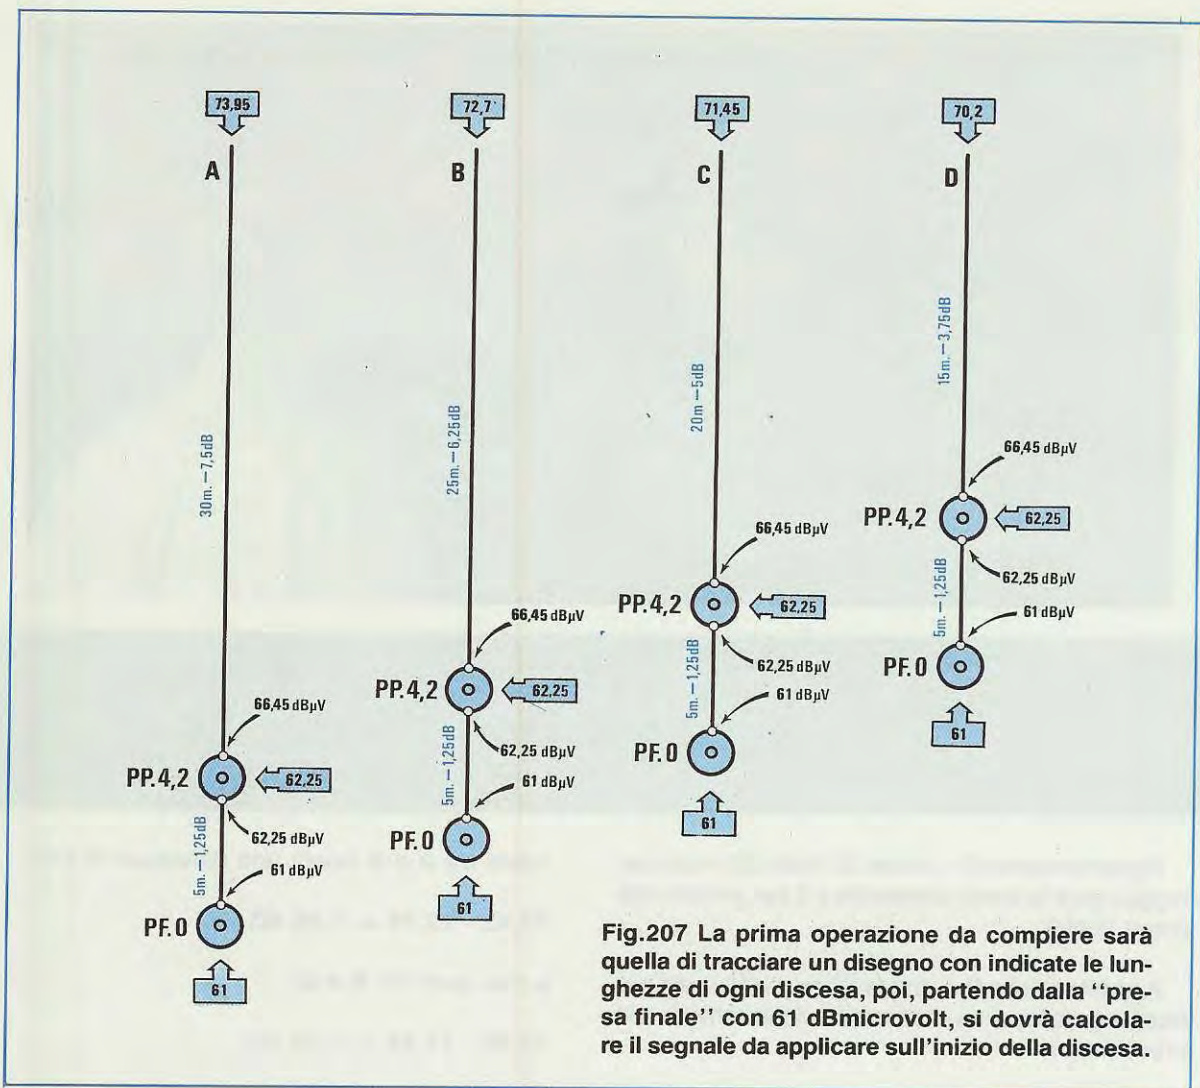 73,95
A
30m.–7,5dB
66,45 dBµV
PP.4,2
62,25
5m.–1,25dB
62,25 dBµV
61 dBµV
PF.0
61
72,7
B
25m.–6,25dB
66,45 dBµV
PP.4,2
62,25
5m.–1,25dB
62,25 dBµV
61 dBµV
PF.0
61
71,45
C
20m–5dB
66,45 dBµV
PP.4,2
62,25
5m.–1,25dB
62,25 dBµV
61 dBµV
PF.0
61
70,2
D
15m.–3,75dB
66,45 dBµV
PP.4,2
62,25
5m.–1,25dB
62,25 dBµV
61 dBµV
PF.0
61
Fig.207 La prima operazione da compiere sarà
quella di tracciare un disegno con indicate le lun-
ghezze di ogni discesa, poi, partendo dalla "pre-
sa finale" con 61 dBmicrovolt, si dovrà calcola-
re il segnale da applicare sull'inizio della discesa.